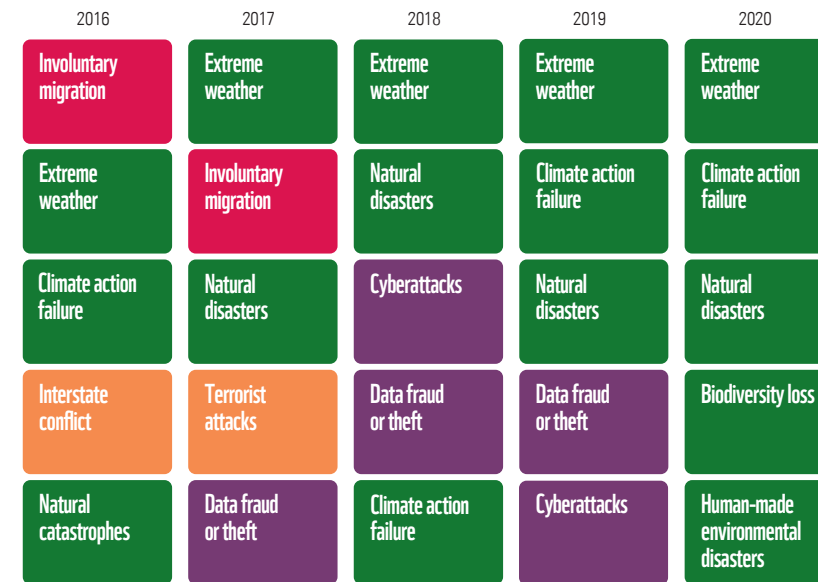 2016 2017 2018 2019 2020
Involuntary
migration
Extreme
weather
Extreme
weather
Extreme
weather
Extreme
weather
Extreme
weather
Involuntary
migration
Natural
disasters
Climate action
failure
Climate action
failure
Climate action
failure
Natural
disasters
Cyberattacks
Natural
disasters
Natural
disasters
Interstate
conflict
Terrorist
attacks
Data fraud
or theft
Data fraud
or theft
Biodiversity loss
Natural
catastrophes
Data fraud
or theft
Climate action
failure
Cyberattacks
Human-made
environmental
disasters